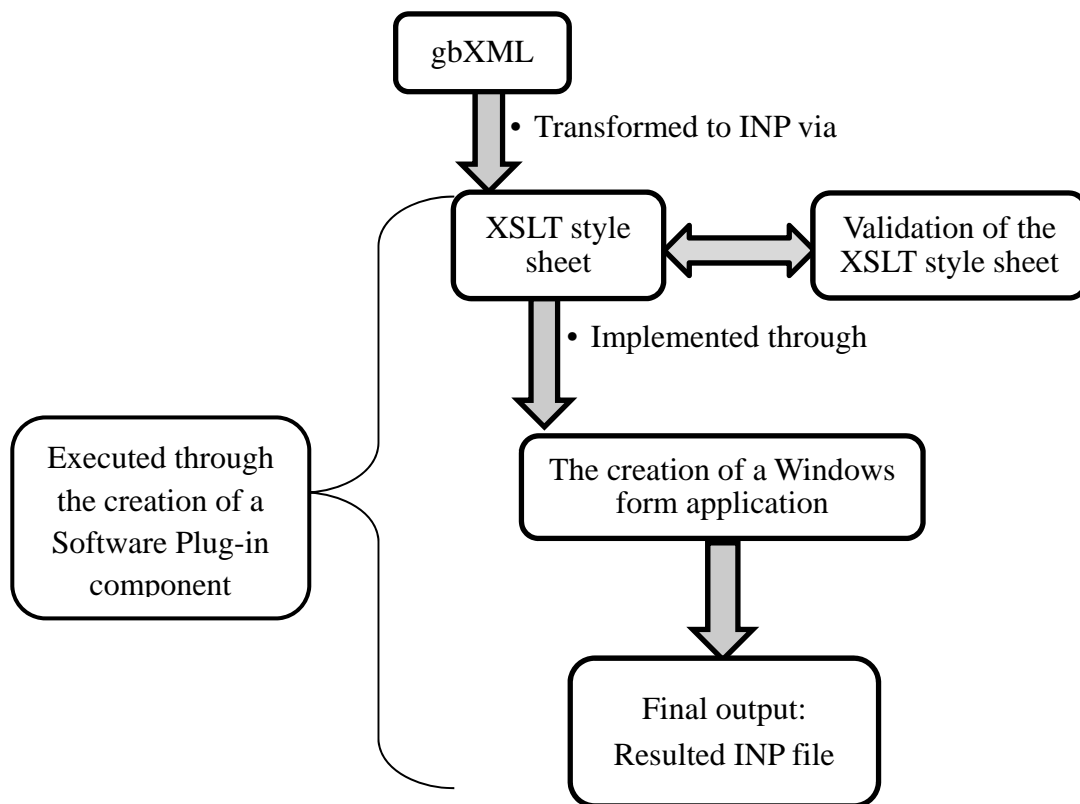 gbXML
• Transformed to INP via
XSLT style
sheet
Validation of the
XSLT style sheet
• Implemented through
Executed through
the creation of a
Software Plug-in
component
The creation of a Windows
form application
Final output:
Resulted INP file